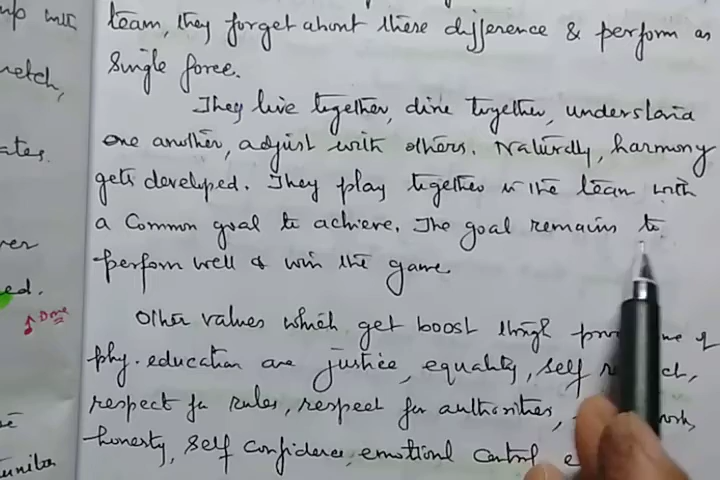 team, they forget about these difference & perform as
single force.
They live together, dine together, understand
one another, adjust with others. Naturally, harmony
gets developed. They play together in the team with
a Common goal to achieve. The goal remains to
perform well & win the game.
Other values which get boost through of
phy. education are justice, equality, self
respect for rules, respect for authorities,
honesty, self confidence, emotional control
Done